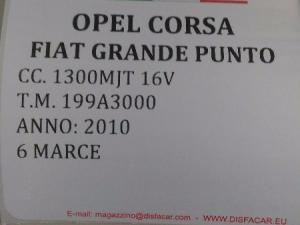 OPEL CORSA
FIAT GRANDE PUNTO
CC. 1300MJT 16V
T.M. 199A3000
ANNO: 2010
6 MARCE
E-mail: magazzino@disfacar.com - WWW.DISFACAR.EU